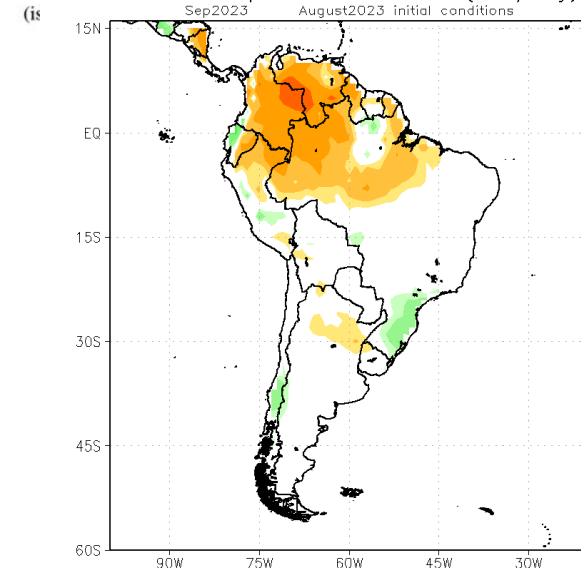 (is
Sep2023 August2023 initial conditions
15N
EQ
15S
30S
45S
60S
90W 75W 60W 45W 30W